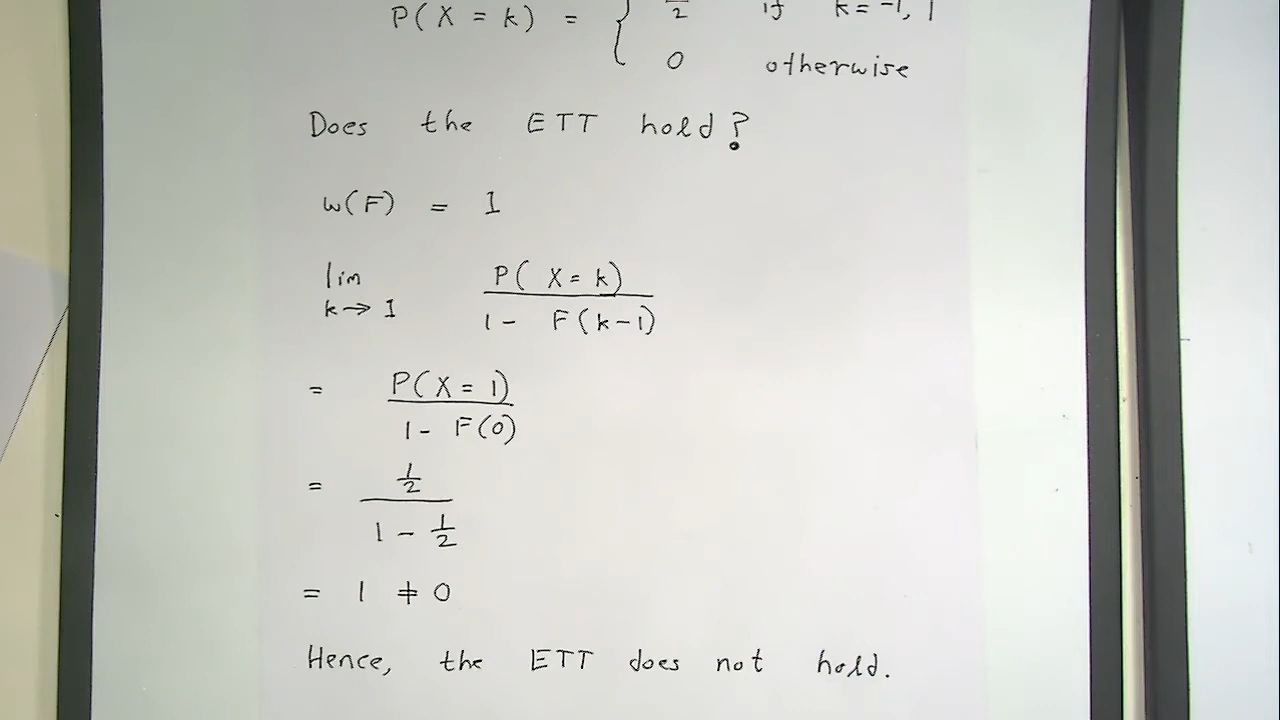 P(X = k) = { 1/2 if k = -1, 1
0 otherwise
Does the ETT hold?
w(F) = 1
lim k→1 P(X = k) / 1 - F(k-1)
= P(X = 1) / 1 - F(0)
= 1/2 / 1 - 1/2
= 1 ≠ 0
Hence, the ETT does not hold.